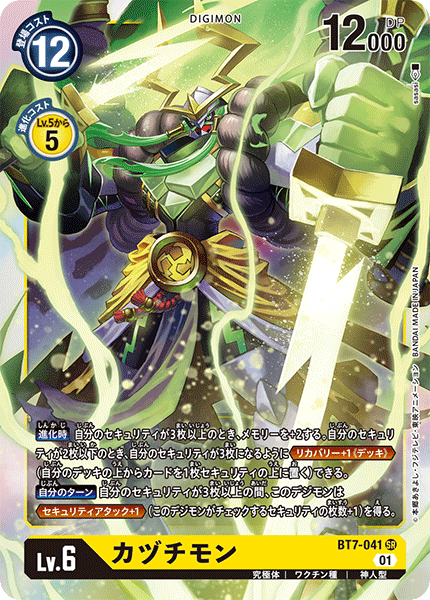 DIGIMON
登場コスト
12
DP
12000
進化コスト
Lv.5から
5
sasasi
©本郷あきよし・フジテレビ・東映アニメーション BANDAI MADE IN JAPAN
進化時 自分のセキュリティが3枚以上のとき、メモリーを+2する。自分のセキュリ
ティが2枚以下のとき、自分のセキュリティが3枚になるように リカバリー+1《デッキ》
(自分のデッキの上からカードを1枚セキュリティの上に置く)できる。
自分のターン 自分のセキュリティが3枚以上の間、このデジモンは
セキュリティアタック+1 (このデジモンがチェックするセキュリティの枚数+1)を得る。
BT7-041 SR
Lv.6 カヅチモン
01
究極体 ワクチン種 神人型